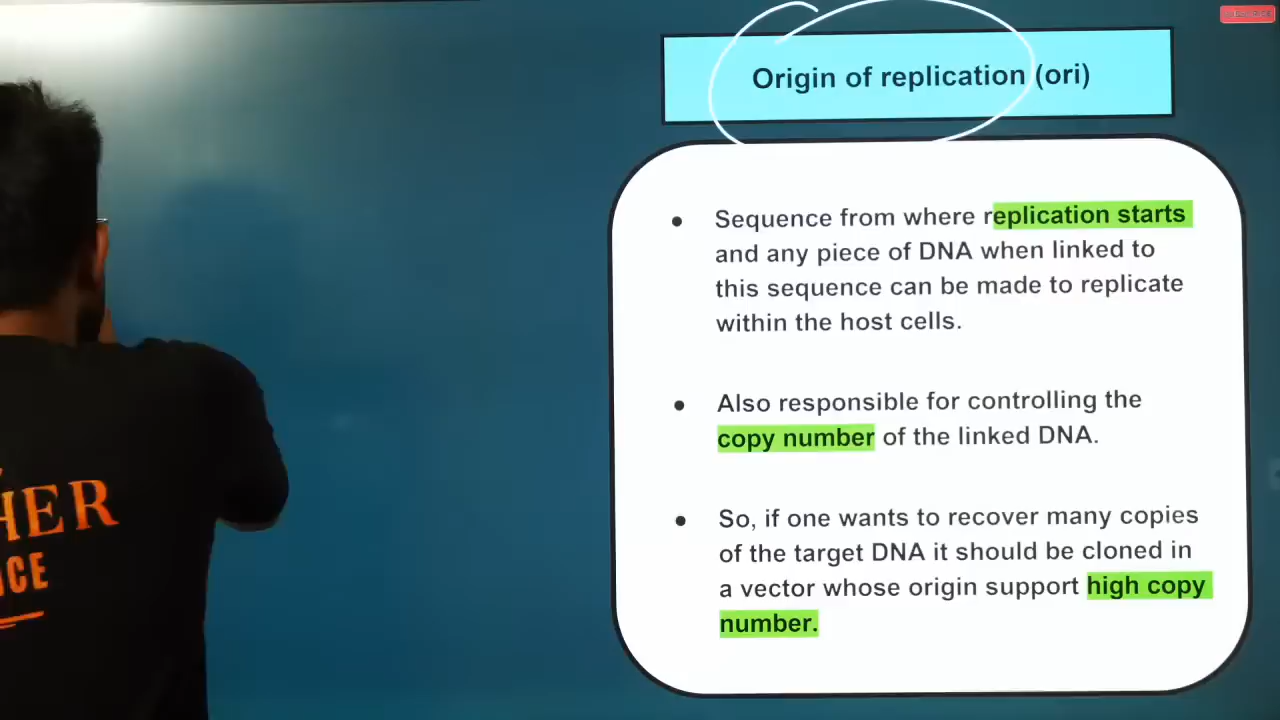 Origin of replication (ori)
• Sequence from where replication starts
and any piece of DNA when linked to
this sequence can be made to replicate
within the host cells.
• Also responsible for controlling the
copy number of the linked DNA.
• So, if one wants to recover many copies
of the target DNA it should be cloned in
a vector whose origin support high copy
number.
HER
ICE